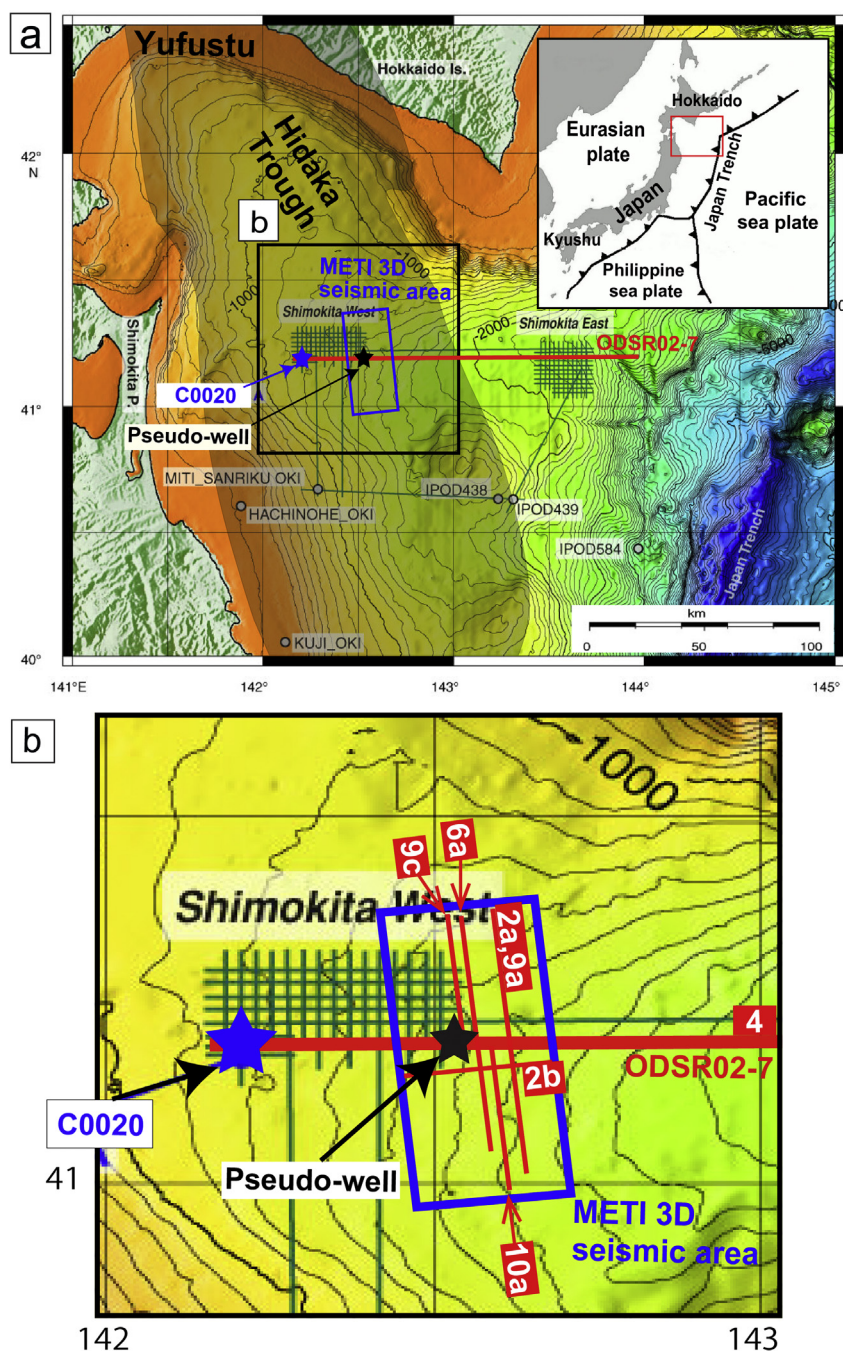 a
Yufustu
Hokkaido Is.
42°
N
Hidaka
Trough
b
-1000
METI 3D
seismic area
-1000
Shimokita West
-2000
Shimokita East
ODSR02-7
Shimokita P.
C0020
A
41°
Pseudo-well
MITI_SANRIKU OKI
HACHINOHE_OKI
IPOD438
IPOD439
IPOD584
Japan Trench
KUJI_OKI
km
0
50
100
40°
141°E
142°
143°
144°
145°
Eurasian
plate
Hokkaido
Japan
Japan Trench
Pacific
sea plate
Kyushu
Philippine
sea plate
b
1000
9c
6a
Shimokita West
2a,9a
4
ODSR02-7
2b
C0020
Pseudo-well
41
METI 3D
seismic area
10a
142
143